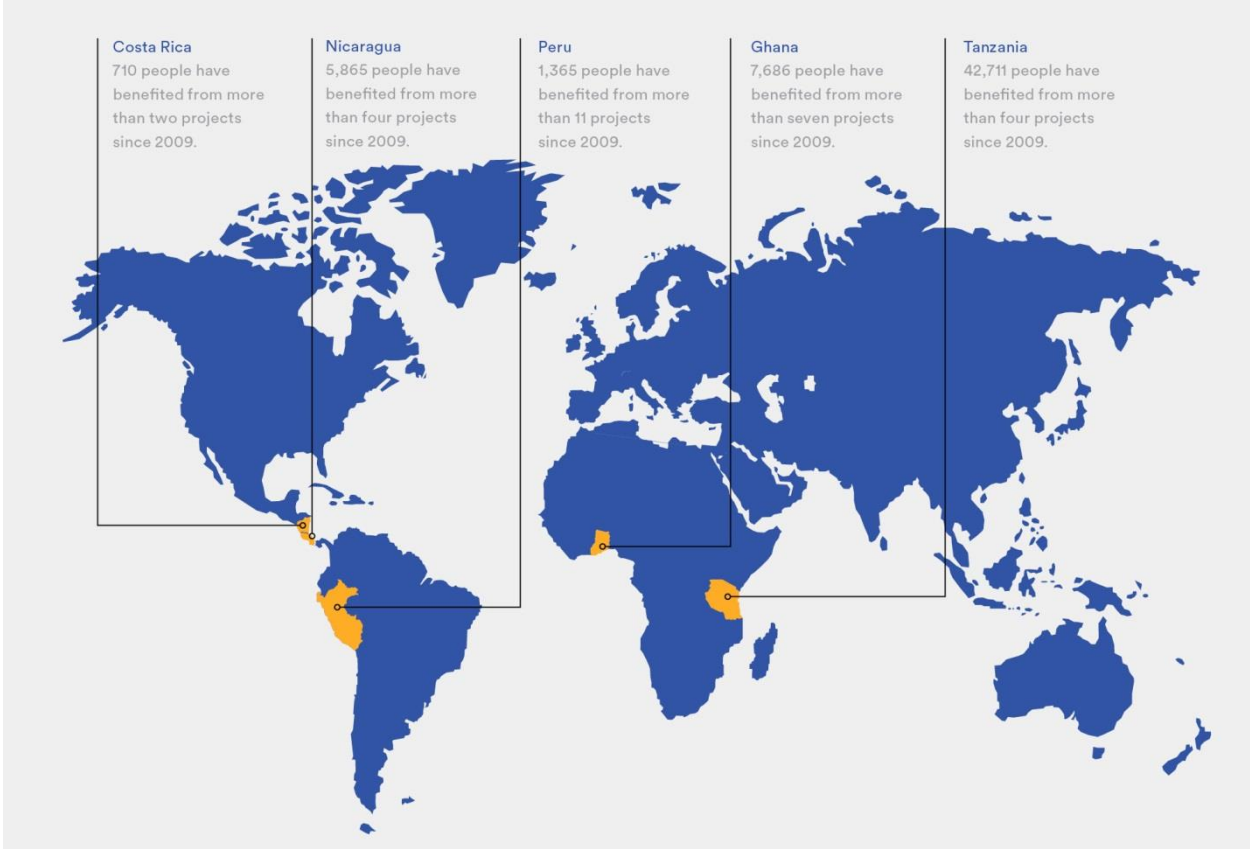 Costa Rica
710 people have
benefited from more
than two projects
since 2009.
Nicaragua
5,865 people have
benefited from more
than four projects
since 2009.
Peru
1,365 people have
benefited from more
than 11 projects
since 2009.
Ghana
7,686 people have
benefited from more
than seven projects
since 2009.
Tanzania
42,711 people have
benefited from more
than four projects
since 2009.